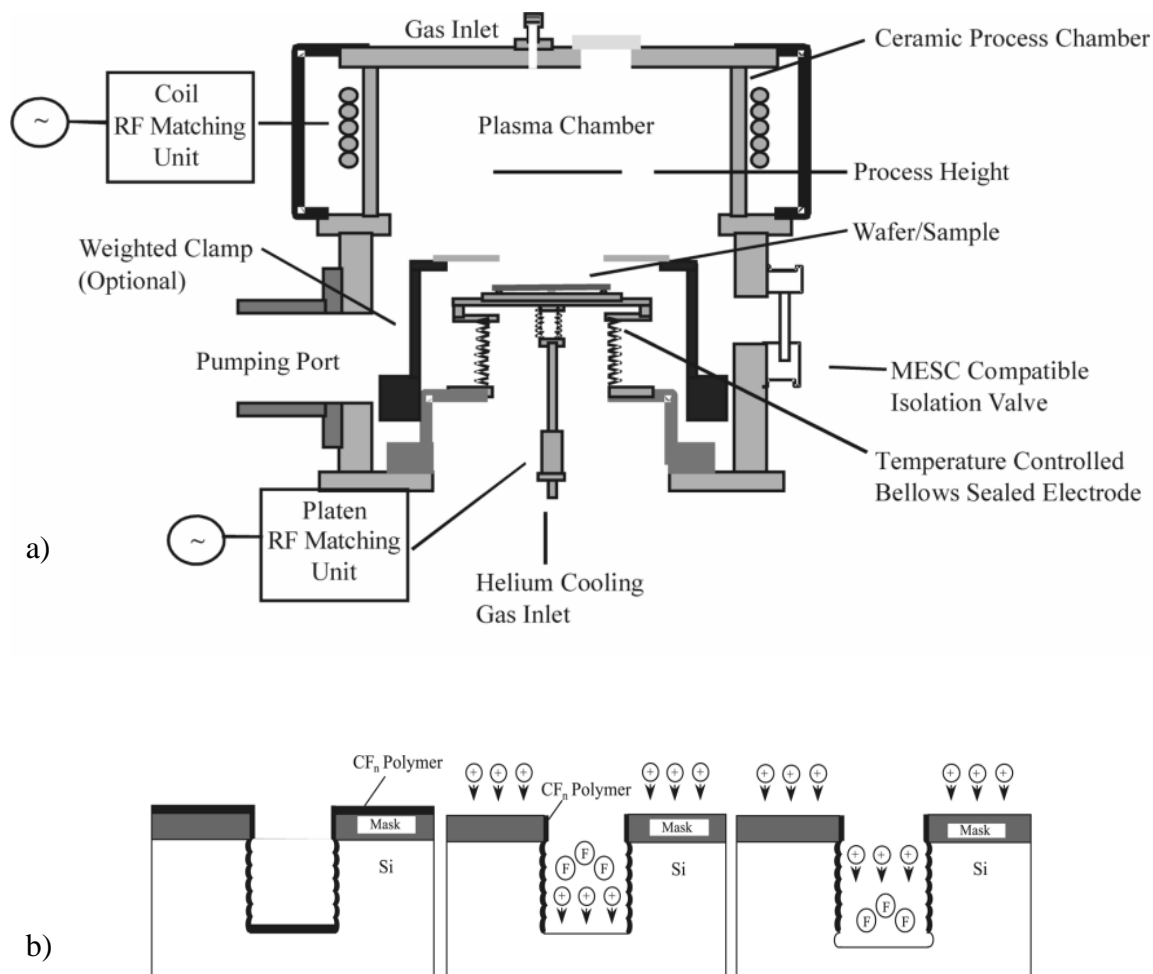 Gas Inlet
Ceramic Process Chamber
Coil
RF Matching
Unit
~
Plasma Chamber
Process Height
Weighted Clamp
(Optional)
Wafer/Sample
Pumping Port
MESC Compatible
Isolation Valve
Temperature Controlled
Bellows Sealed Electrode
Platen
RF Matching
Unit
~
a)
Helium Cooling
Gas Inlet
CFn Polymer
Mask
Si
+ + +
+ + +
CFn Polymer
Mask
F
F F
+ + +
Si
+ + +
+ + +
Mask
+ + +
F
F F
Si
b)